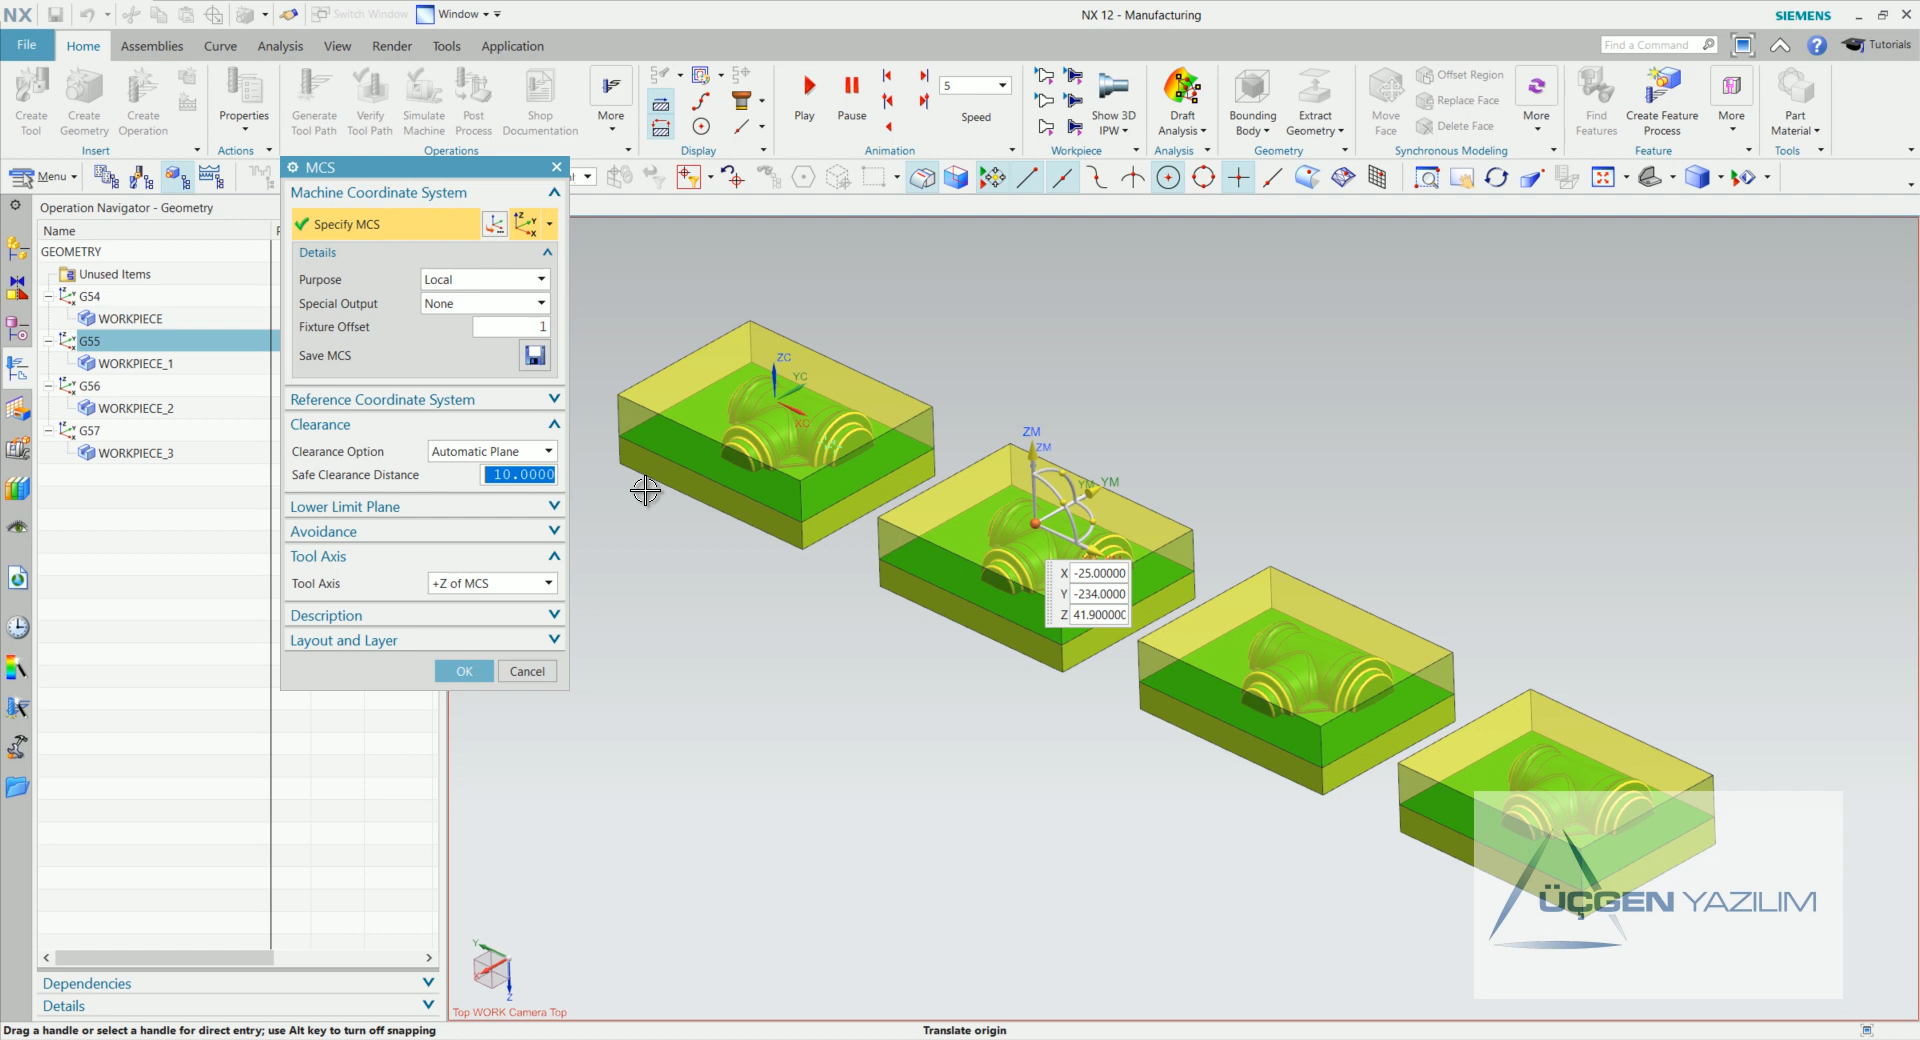 NX
Switch Window
Window
NX 12 - Manufacturing
SIEMENS
File
Home
Assemblies
Curve
Analysis
View
Render
Tools
Application
Find a Command
Tutorials
Create Tool
Create Geometry
Create Operation
Properties
Generate Tool Path
Verify Tool Path
Simulate Machine
Post Process
Shop Documentation
More
5
Play
Pause
Speed
Show 3D IPW
Draft Analysis
Bounding Body
Extract Geometry
Move Face
Offset Region
Replace Face
Delete Face
More
Find Features
Create Feature Process
More
Part Material
Insert
Actions
Operations
Display
Animation
Workpiece
Analysis
Geometry
Synchronous Modeling
Feature
Tools
Menu
Operation Navigator - Geometry
Name
GEOMETRY
Unused Items
G54
WORKPIECE
G55
WORKPIECE_1
G56
WORKPIECE_2
G57
WORKPIECE_3
Dependencies
Details
MCS
Machine Coordinate System
Specify MCS
Details
Purpose
Local
Special Output
None
Fixture Offset
1
Save MCS
Reference Coordinate System
Clearance
Clearance Option
Automatic Plane
Safe Clearance Distance
10.0000
Lower Limit Plane
Avoidance
Tool Axis
Tool Axis
+Z of MCS
Description
Layout and Layer
OK
Cancel
ZC
YC
XC
ZM
ZM
YM
YM
X -25.00000
Y -234.0000
Z 41.90000
ÜÇGEN YAZILIM
Y
Z
Top WORK Camera Top
Drag a handle or select a handle for direct entry; use Alt key to turn off snapping
Translate origin